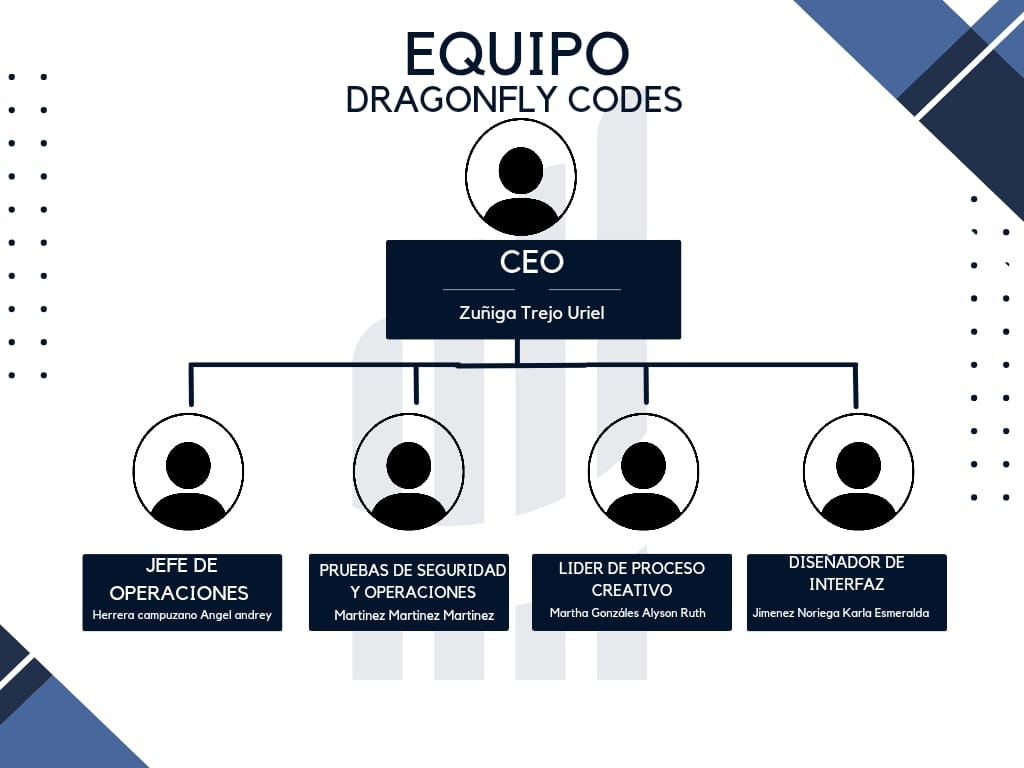 EQUIPO
DRAGONFLY CODES
CEO
Zuñiga Trejo Uriel
JEFE DE
OPERACIONES
Herrera campuzano Angel andrey
PRUEBAS DE SEGURIDAD
Y OPERACIONES
Martinez Martinez Martinez
LIDER DE PROCESO
CREATIVO
Martha Gonzáles Alyson Ruth
DISEÑADOR DE
INTERFAZ
Jimenez Noriega Karla Esmeralda